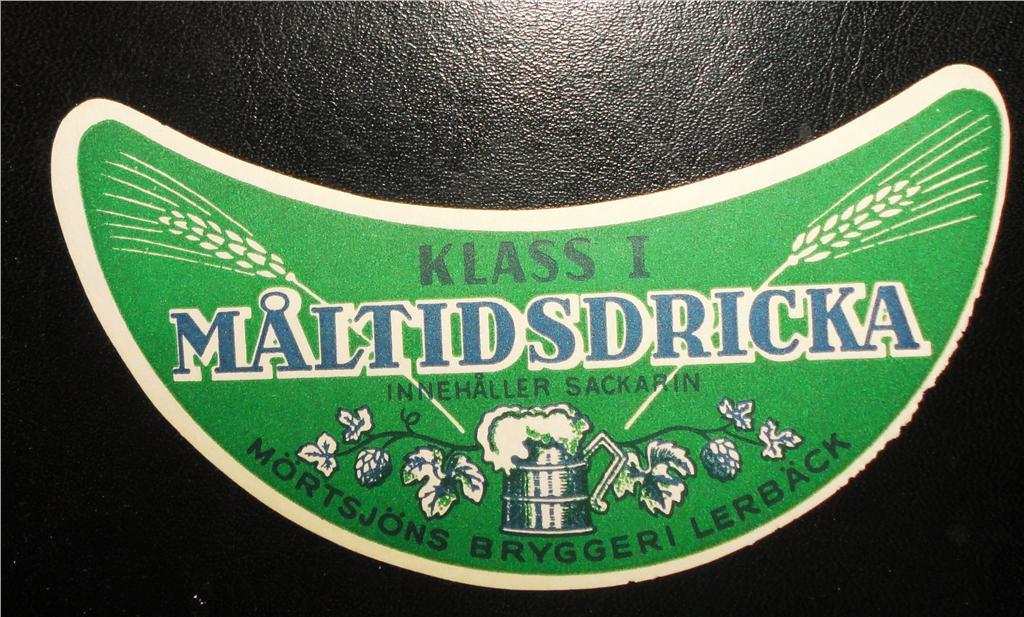 KLASS I
MÅLTIDSDRICKA
INNEHÅLLER SACKARIN
MÖRTSJÖNS BRYGGERI LERBÄCK